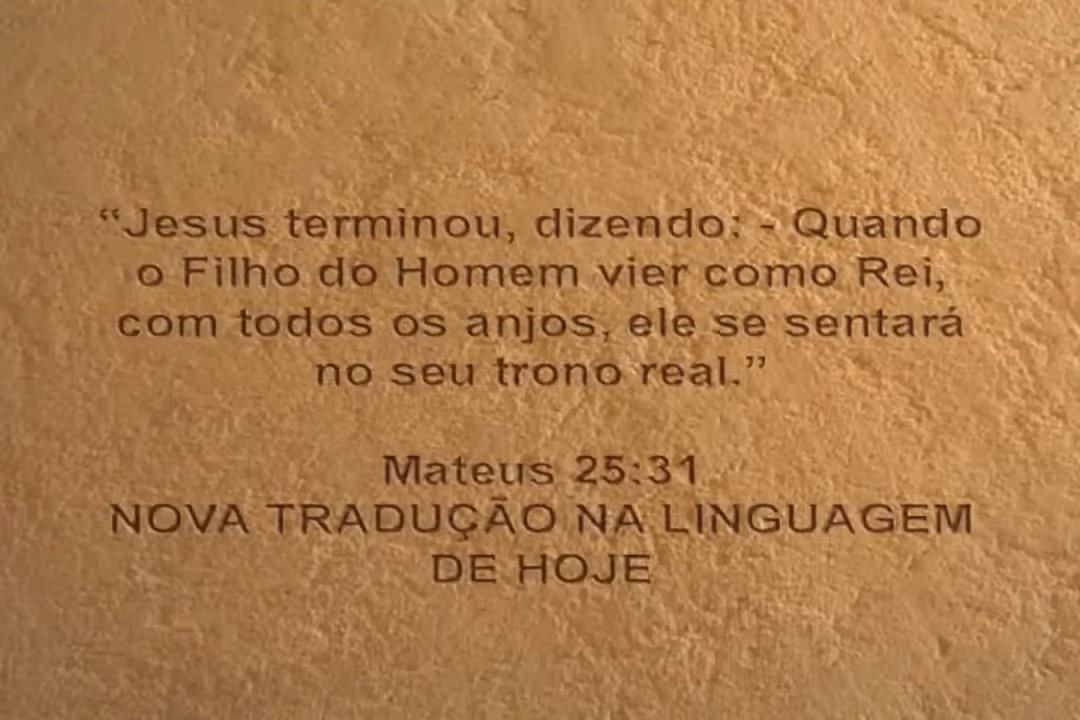 “Jesus terminou, dizendo: - Quando
o Filho do Homem vier como Rei,
com todos os anjos, ele se sentará
no seu trono real.”
Mateus 25:31
NOVA TRADUÇÃO NA LINGUAGEM
DE HOJE